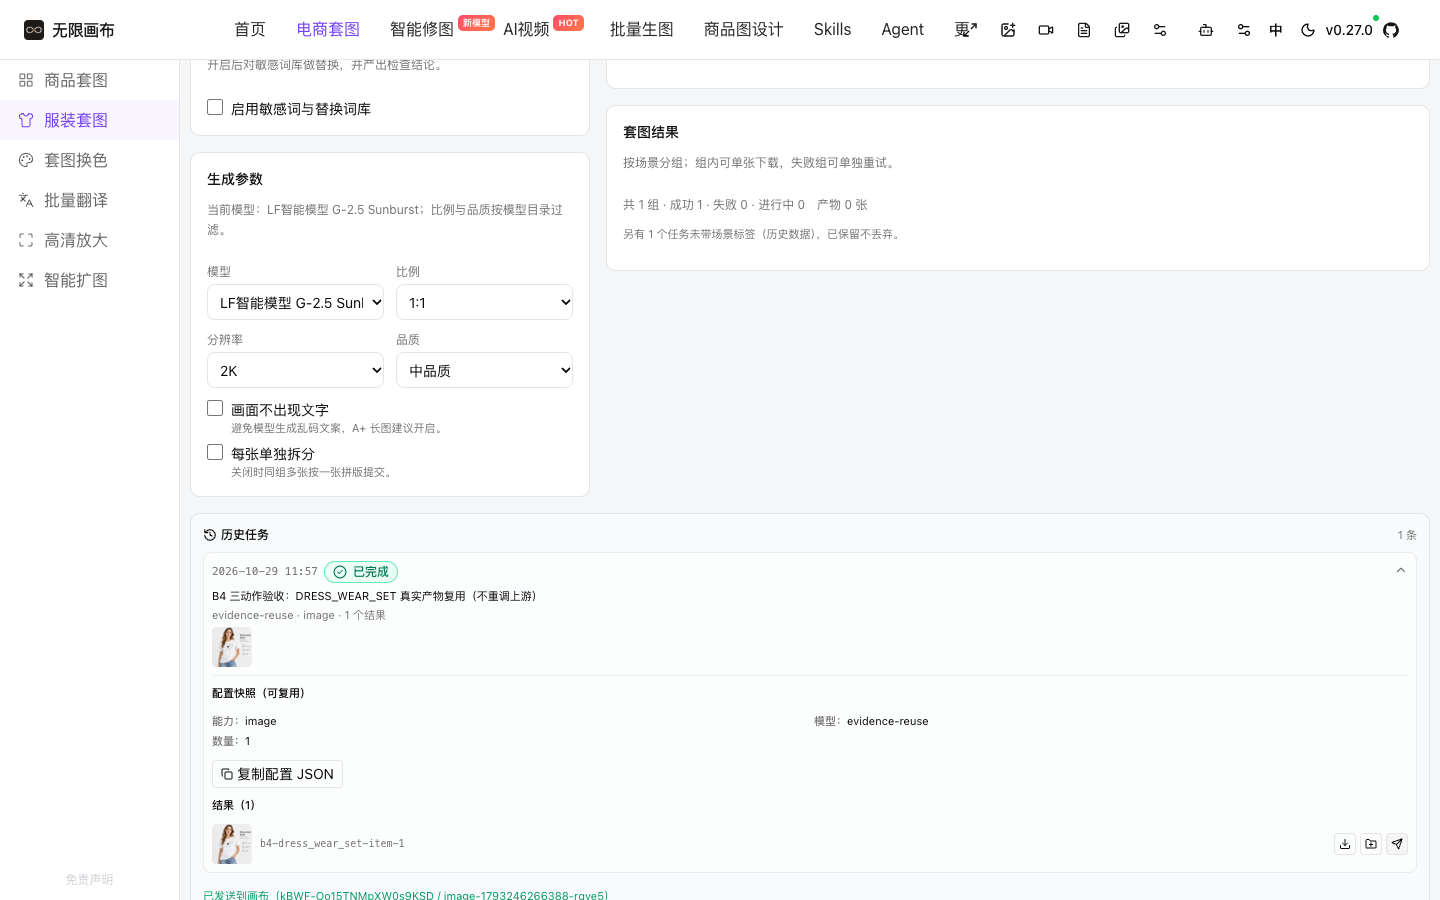 无限画布
首页
电商套图
智能修图
新模型
AI视频
HOT
批量生图
商品图设计
Skills
Agent
中
v0.27.0
商品套图
服装套图
套图换色
批量翻译
高清放大
智能扩图
免责声明
开启后对敏感词库做替换，并产出检查结论。
启用敏感词与替换词库
生成参数
当前模型：LF智能模型 G-2.5 Sunburst；比例与品质按模型目录过
滤。
模型
比例
LF智能模型 G-2.5 Sunl
1:1
分辨率
品质
2K
中品质
画面不出现文字
避免模型生成乱码文案，A+ 长图建议开启。
每张单独拆分
关闭时同组多张按一张拼版提交。
套图结果
按场景分组；组内可单张下载，失败组可单独重试。
共 1 组 · 成功 1 · 失败 0 · 进行中 0 产物 0 张
另有 1 个任务未带场景标签（历史数据），已保留不丢弃。
历史任务
1 条
2026-10-29 11:57
已完成
B4 三动作验收：DRESS_WEAR_SET 真实产物复用（不重调上游）
evidence-reuse · image · 1 个结果
配置快照（可复用）
能力：image
模型：evidence-reuse
数量：1
复制配置 JSON
结果（1）
b4-dress_wear_set-item-1
已发送到画布（kBWF-Oo15TNMpXW0s9KSD / image-1793246266388-rqve5）